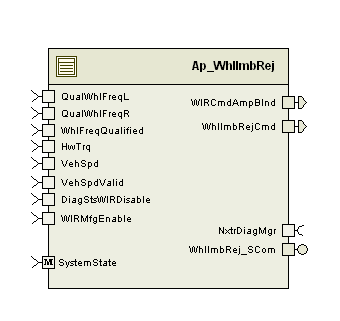 Ap_WhlImbRej
QualWhlFreqL
QualWhlFreqR
WhlFreqQualified
HwTrq
VehSpd
VehSpdValid
DiagStsWIRDisable
WIRMfgEnable
M SystemState
WIRCmdAmpBlnd
WhlImbRejCmd
NxtrDiagMgr
WhlImbRej_SCom